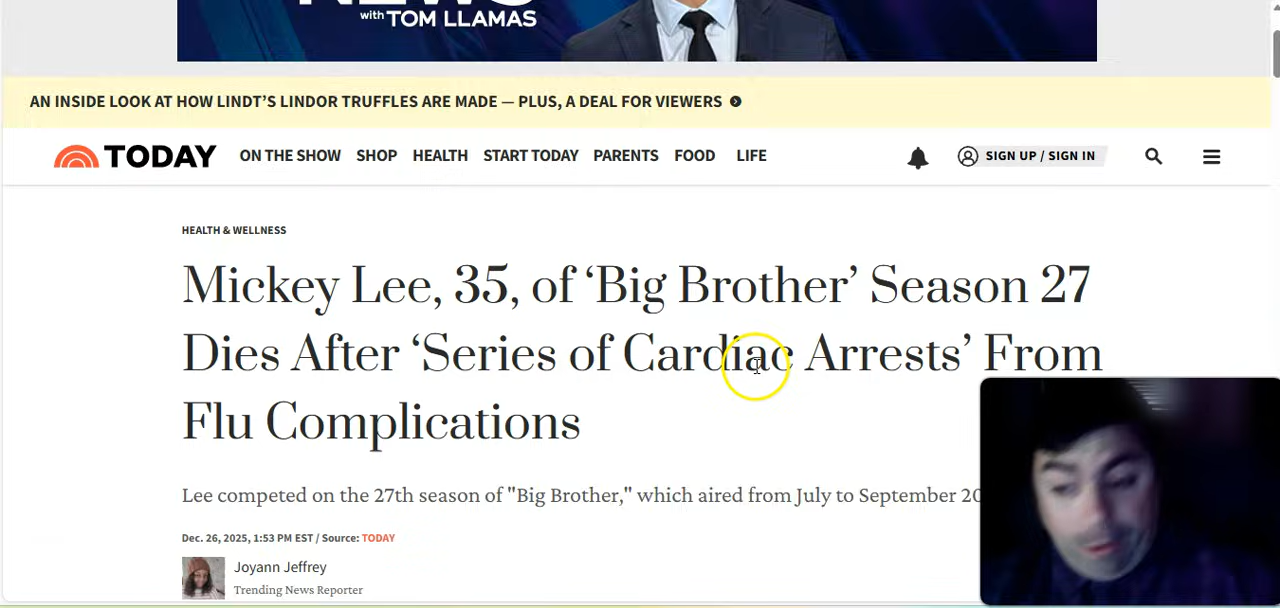 with TOM LLAMAS
AN INSIDE LOOK AT HOW LINDT'S LINDOR TRUFFLES ARE MADE — PLUS, A DEAL FOR VIEWERS
TODAY ON THE SHOW SHOP HEALTH START TODAY PARENTS FOOD LIFE SIGN UP / SIGN IN
HEALTH & WELLNESS
Mickey Lee, 35, of ‘Big Brother’ Season 27
Dies After ‘Series of Cardiac Arrests’ From
Flu Complications
Lee competed on the 27th season of "Big Brother," which aired from July to September 20
Dec. 26, 2025, 1:53 PM EST / Source: TODAY
Joyann Jeffrey
Trending News Reporter